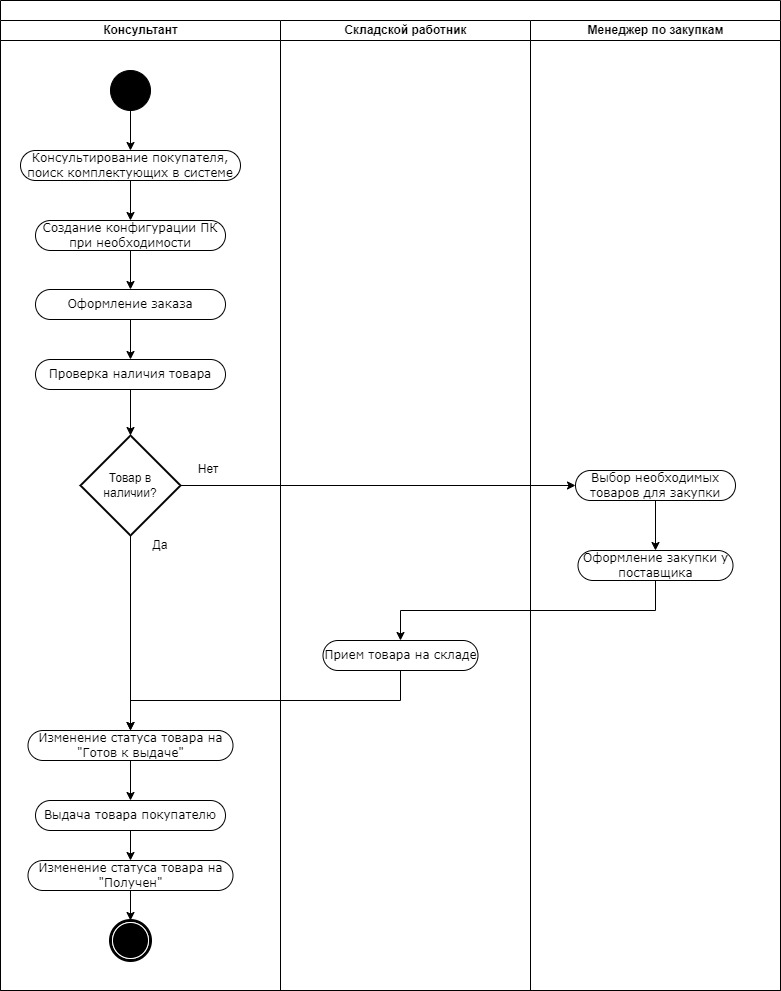 Консультант
Складской работник
Менеджер по закупкам
Консультирование покупателя,
поиск комплектующих в системе
Создание конфигурации ПК
при необходимости
Оформление заказа
Проверка наличия товара
Товар в
наличии?
Нет
Да
Выбор необходимых
товаров для закупки
Оформление закупки у
поставщика
Прием товара на складе
Изменение статуса товара на
"Готов к выдаче"
Выдача товара покупателю
Изменение статуса товара на
"Получен"